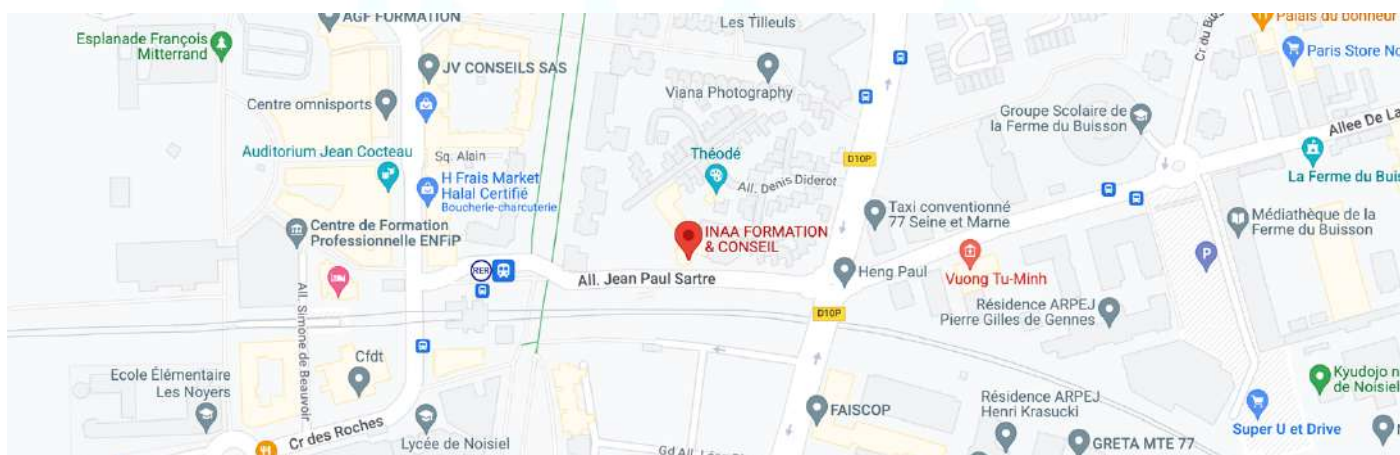 AGF FORMATION
Les Tilleuls
Palais du bonheur
Esplanade François
Mitterrand
Cr du Bu
Paris Store No
JV CONSEILS SAS
Viana Photography
Centre omnisports
Groupe Scolaire de
la Ferme du Buisson
Allee De La
Auditorium Jean Cocteau
Sq. Alain
Théodé
D10P
All. Denis Diderot
H Frais Market
Halal Certifié
Boucherie-charcuterie
La Ferme du Buis
Taxi conventionné
77 Seine et Marne
Médiathèque de la
Ferme du Buisson
Centre de Formation
Professionnelle ENFiP
INAA FORMATION
& CONSEIL
P
RER
All. Jean Paul Sartre
Heng Paul
Vuong Tu-Minh
All. Simone de Beauvoir
Résidence ARPEJ
Pierre Gilles de Gennes
D10P
Cfdt
Ecole Élémentaire
Les Noyers
Kyudojo n
de Noisiel
Résidence ARPEJ
Henri Krasucki
FAISCOP
Super U et Drive
Cr des Roches
Lycée de Noisiel
GRETA MTE 77
Gd All.